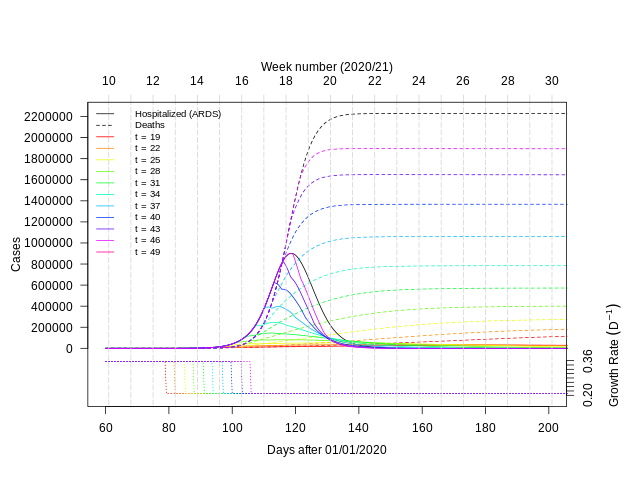 Week number (2020/21)
10 12 14 16 18 20 22 24 26 28 30
Cases
2200000
2000000
1800000
1600000
1400000
1200000
1000000
800000
600000
400000
200000
0
Hospitalized (ARDS)
Deaths
t = 19
t = 22
t = 25
t = 28
t = 31
t = 34
t = 37
t = 40
t = 43
t = 46
t = 49
0.36
0.20
Growth Rate (D⁻¹)
60 80 100 120 140 160 180 200
Days after 01/01/2020